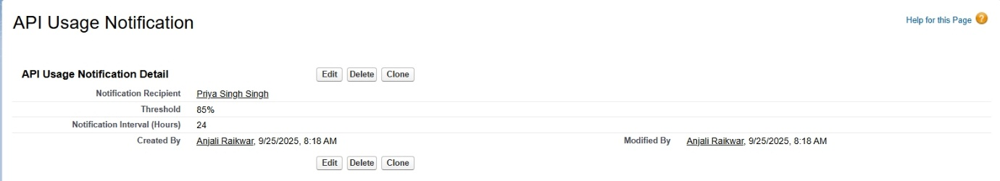 API Usage Notification
Help for this Page ?
API Usage Notification Detail Edit Delete Clone
Notification Recipient Priya Singh Singh
Threshold 85%
Notification Interval (Hours) 24
Created By Anjali Raikwar, 9/25/2025, 8:18 AM Modified By Anjali Raikwar, 9/25/2025, 8:18 AM
Edit Delete Clone